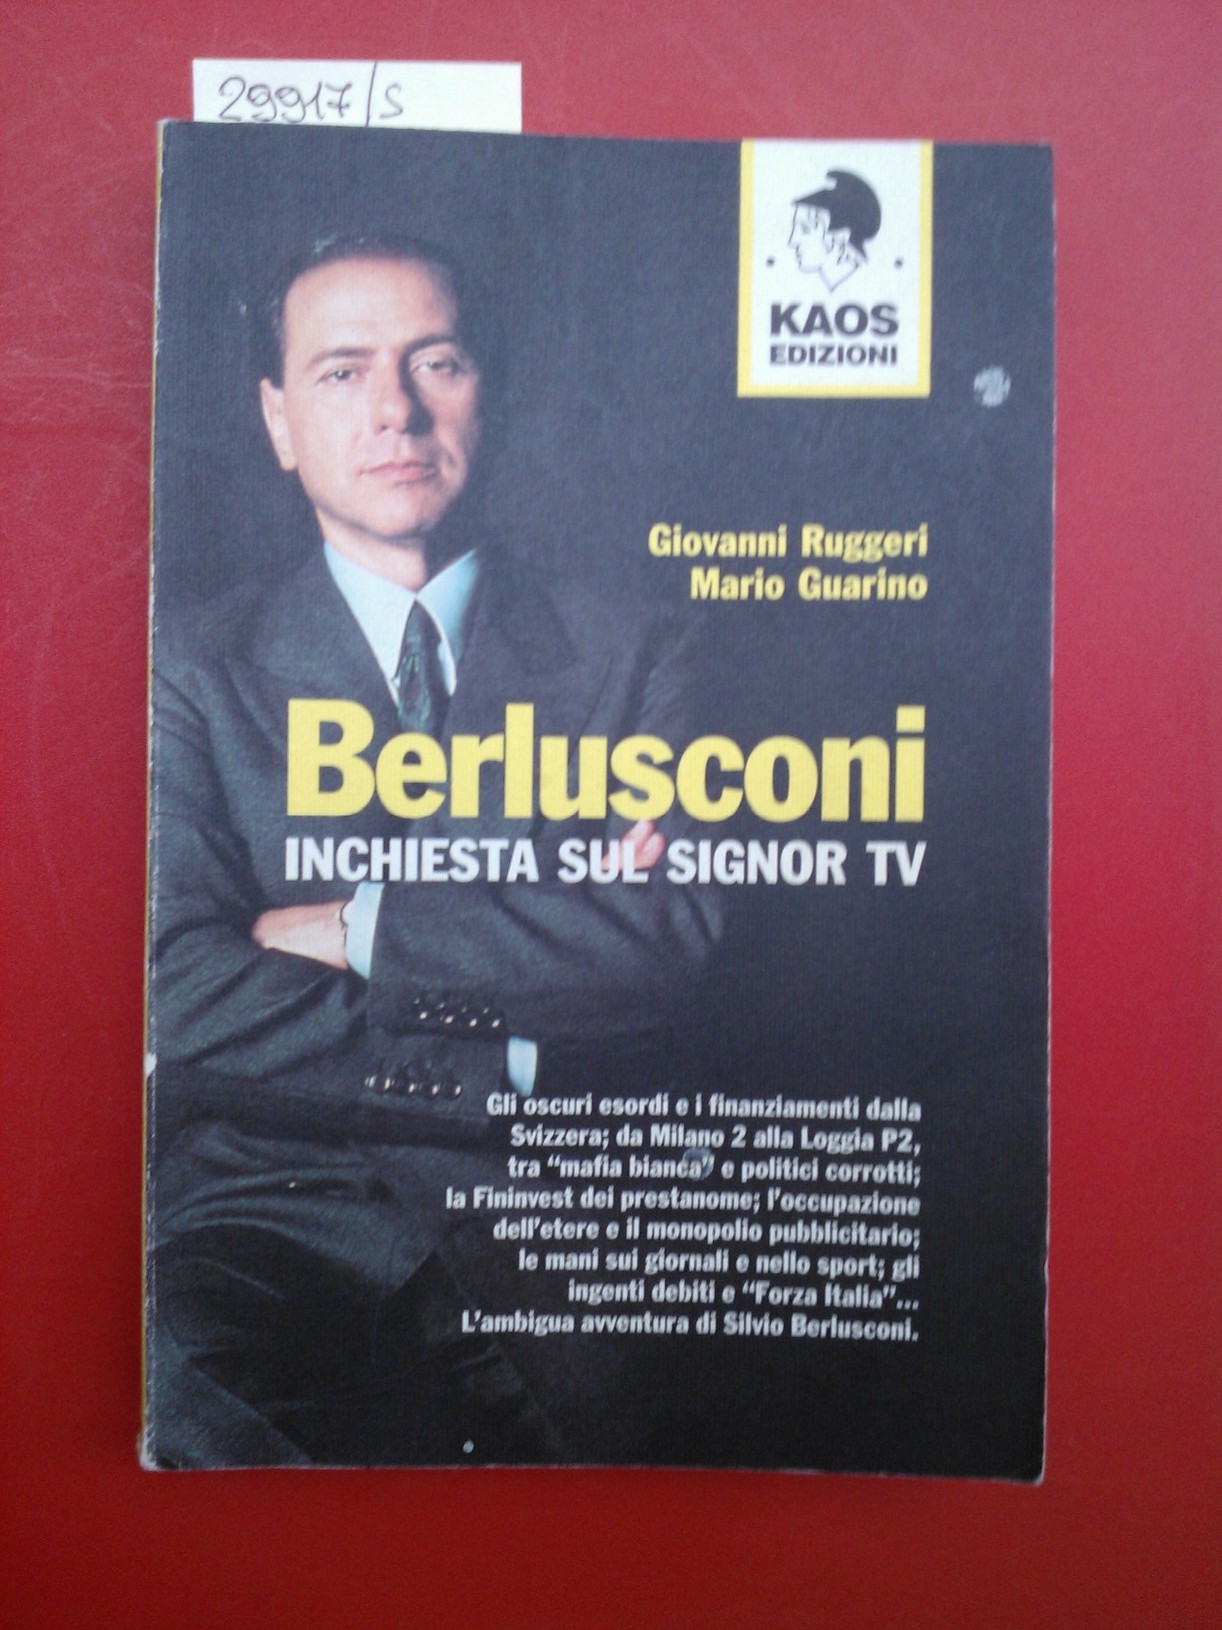 29917/S
KAOS
EDIZIONI
Giovanni Ruggeri
Mario Guarino
Berlusconi
INCHIESTA SUL SIGNOR TV
Gli oscuri esordi e i finanziamenti dalla
Svizzera; da Milano 2 alla Loggia P2,
tra "mafia bianca" e politici corrotti;
la Fininvest dei prestanome; l'occupazione
dell'etere e il monopolio pubblicitario;
le mani sui giornali e nello sport; gli
ingenti debiti e "Forza Italia"...
L'ambigua avventura di Silvio Berlusconi.